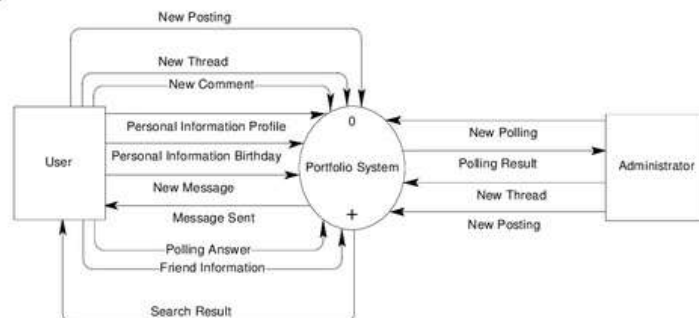 New Posting
New Thread
New Comment
0
Personal Information Profile
New Polling
User
Personal Information Birthday
Portfolio System
Polling Result
Administrator
New Message
New Thread
Message Sent
+
New Posting
Polling Answer
Friend Information
Search Result